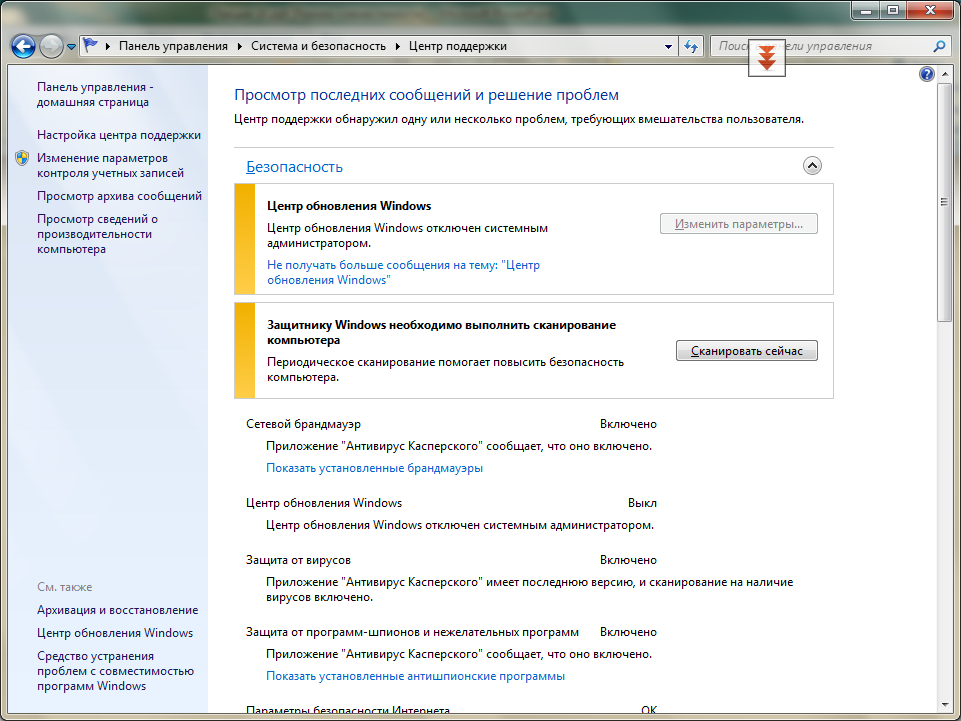 Панель управления
Система и безопасность
Центр поддержки
Поиск
нели управления
Панель управления -
домашняя страница
Настройка центра поддержки
Изменение параметров
контроля учетных записей
Просмотр архива сообщений
Просмотр сведений о
производительности
компьютера
См. также
Архивация и восстановление
Центр обновления Windows
Средство устранения
проблем с совместимостью
программ Windows
Просмотр последних сообщений и решение проблем
Центр поддержки обнаружил одну или несколько проблем, требующих вмешательства пользователя.
Безопасность
Центр обновления Windows
Центр обновления Windows отключен системным
администратором.
Не получать больше сообщения на тему: "Центр
обновления Windows"
Изменить параметры...
Защитнику Windows необходимо выполнить сканирование
компьютера
Периодическое сканирование помогает повысить безопасность
компьютера.
Сканировать сейчас
Сетевой брандмауэр Включено
Приложение "Антивирус Касперского" сообщает, что оно включено.
Показать установленные брандмауэры
Центр обновления Windows Выкл
Центр обновления Windows отключен системным администратором.
Защита от вирусов Включено
Приложение "Антивирус Касперского" имеет последнюю версию, и сканирование на наличие
вирусов включено.
Защита от программ-шпионов и нежелательных программ Включено
Приложение "Антивирус Касперского" сообщает, что оно включено.
Показать установленные антишпионские программы
Параметры безопасности Интернета ОК